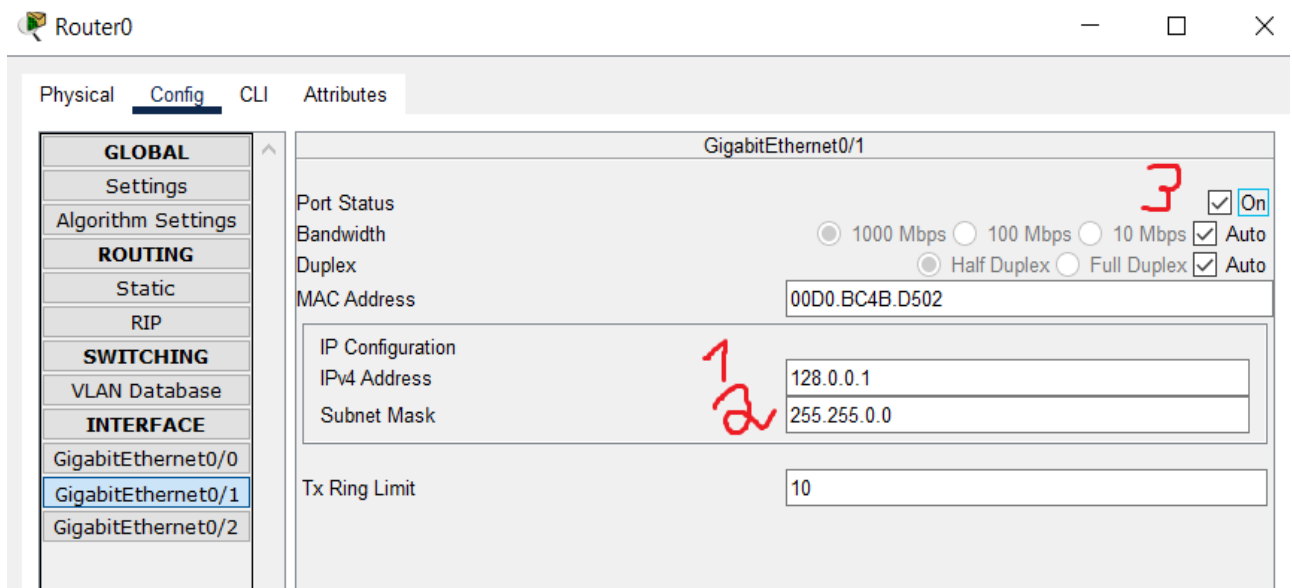 Router0
Physical Config CLI Attributes
GLOBAL
Settings
Algorithm Settings
ROUTING
Static
RIP
SWITCHING
VLAN Database
INTERFACE
GigabitEthernet0/0
GigabitEthernet0/1
GigabitEthernet0/2
GigabitEthernet0/1
Port Status 3 On
Bandwidth 1000 Mbps 100 Mbps 10 Mbps Auto
Duplex Half Duplex Full Duplex Auto
MAC Address 00D0.BC4B.D502
IP Configuration
IPv4 Address 1 128.0.0.1
Subnet Mask 2 255.255.0.0
Tx Ring Limit 10